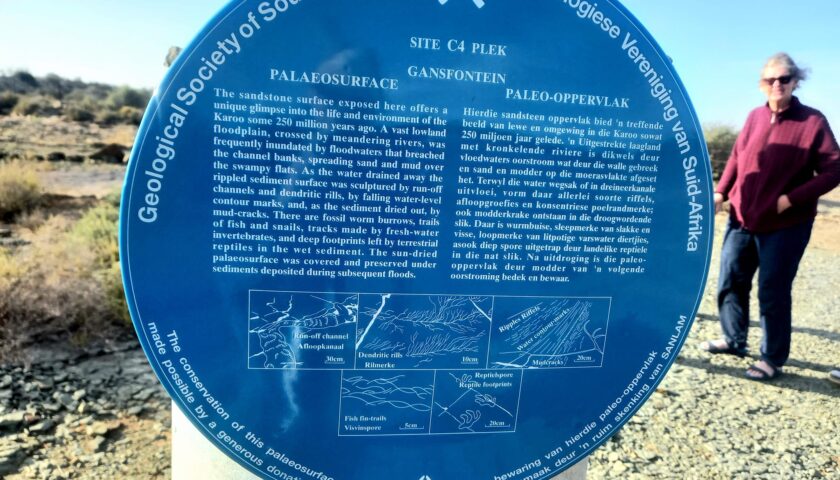 Geological Society of Sou
ologiese Vereniging van Suid-Afrika
SITE C4 PLEK
GANSFONTEIN
PALAEOSURFACE
The sandstone surface exposed here offers a
unique glimpse into the life and environment of the
Karoo some 250 million years ago. A vast lowland
floodplain, crossed by meandering rivers, was
frequently inundated by floodwaters that breached
the channel banks, spreading sand and mud over
the swampy flats. As the water drained away the
rippled sediment surface was sculptured by run-off
channels and dendritic rills, by falling water-level
contour marks, and, as the sediment dried out, by
mud-cracks. There are fossil worm burrows, trails
of fish and snails, tracks made by fresh-water
invertebrates, and deep footprints left by terrestrial
reptiles in the wet sediment. The sun-dried
palaeosurface was covered and preserved under
sediments deposited during subsequent floods.
PALEO-OPPERVLAK
Hierdie sandsteen oppervlak bied 'n treffende
beeld van lewe en omgewing in die Karoo sowat
250 miljoen jaar gelede. 'n Uitgestrekte laagland
met kronkelende riviere is dikwels deur
vloedwaters oorstroom wat deur die walle gebreek
en sand en modder op die moerasvlakte afgeset
het. Terwyl die water wegsak of in dreineerkanale
uitvloei, vorm daar allerlei soorte riffels,
afloopgroefies en konsentriese poelrandmerke;
ook modderkrake ontstaan in die droogwordende
slik. Daar is wurmbuise, sleepmerke van slakke en
visse, loopmerke van litpotige varswater diertjies,
asook diep spore uitgetrap deur landelike reptiele
in die nat slik. Na uitdroging is die paleo-
oppervlak deur modder van 'n volgende
oorstroming bedek en bewaar.
Run-off channel
Afloopkanaal
30cm
Dendritic rills
Rilmerke
10cm
Ripples Riffels
Water contour marks
Mudcracks
20cm
Fish fin-trails
Visvinspore
5cm
Reptielspore
Reptile footprints
20cm
The conservation of this palaeosurfac
made possible by a generous donati
bewaring van hierdie paleo-oppervlak
maak deur 'n ruim skenking van SANLAM